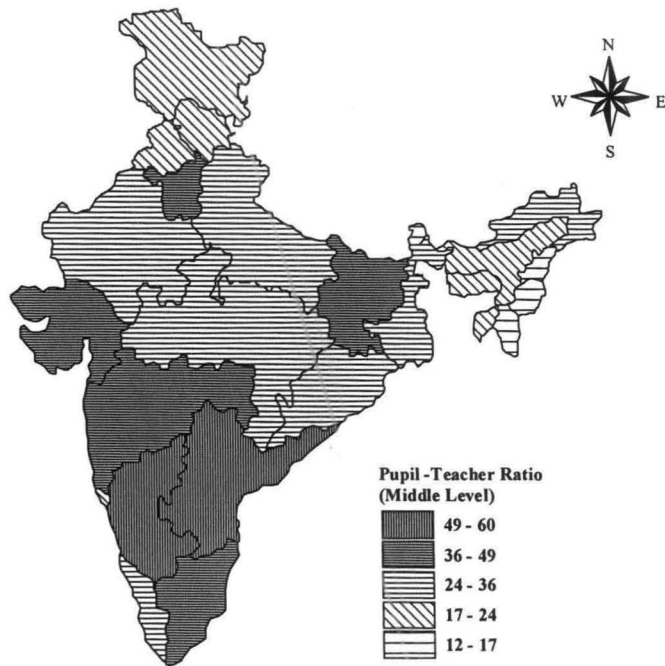 N
W E
S
Pupil -Teacher Ratio
(Middle Level)
49 - 60
36 - 49
24 - 36
17 - 24
12 - 17